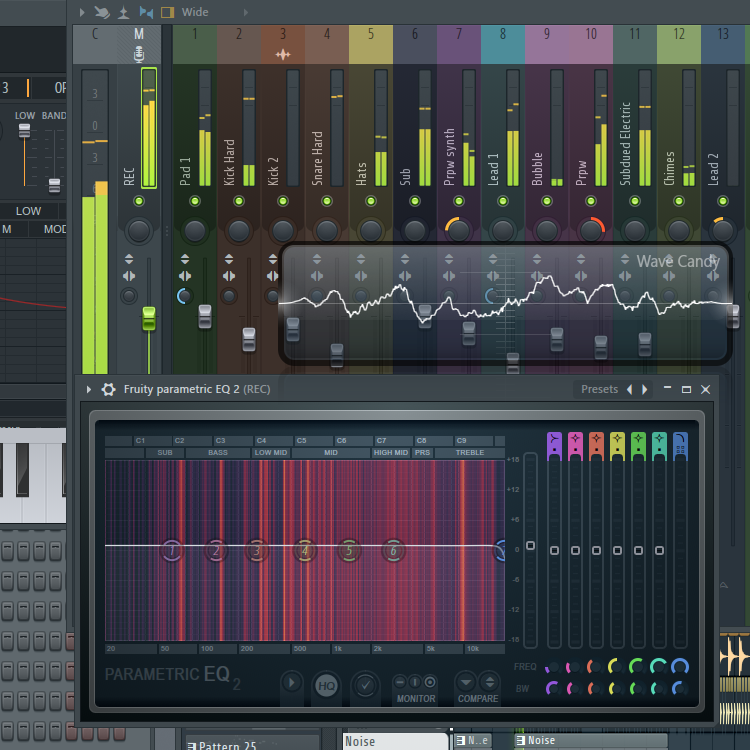 Wide
C M 1 2 3 4 5 6 7 8 9 10 11 12 13
3
LOW BAND
3
0
3
REC
Pad 1
Kick Hard
Kick 2
Snare Hard
Hats
Sub
Prpw synth
Lead 1
Bubble
Prpw
Subdued Electric
Chimes
Lead 2
LOW
M
Wave Candy
Fruity parametric EQ 2 (REC)
Presets
C1 C2 C3 C4 C5 C6 C7 C8 C9
SUB BASS LOW MID MID HIGH MID PRS TREBLE
+18
+12
+6
0
-6
-12
-18
1 2 3 4 5 6
20 50 100 200 500 1k 2k 5k 10k
PARAMETRIC EQ 2
HQ
MONITOR
COMPARE
FREQ
BW
Pattern 25
Noise
N..e
Noise